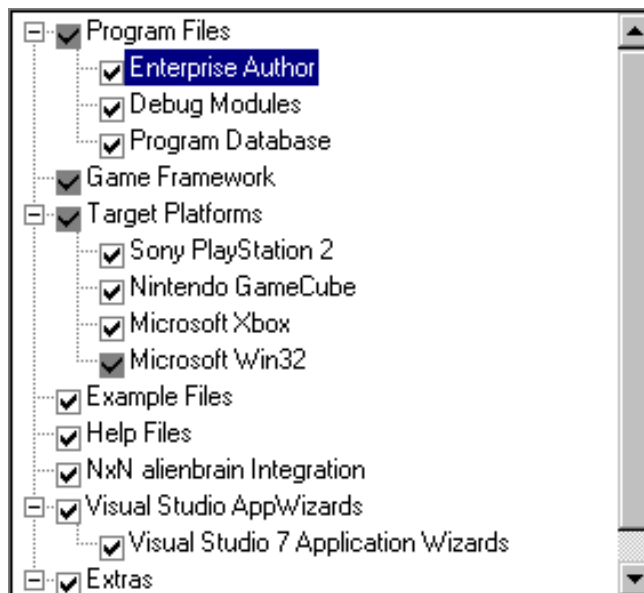 Program Files
Enterprise Author
Debug Modules
Program Database
Game Framework
Target Platforms
Sony PlayStation 2
Nintendo GameCube
Microsoft Xbox
Microsoft Win32
Example Files
Help Files
NxN alienbrain Integration
Visual Studio AppWizards
Visual Studio 7 Application Wizards
Extras